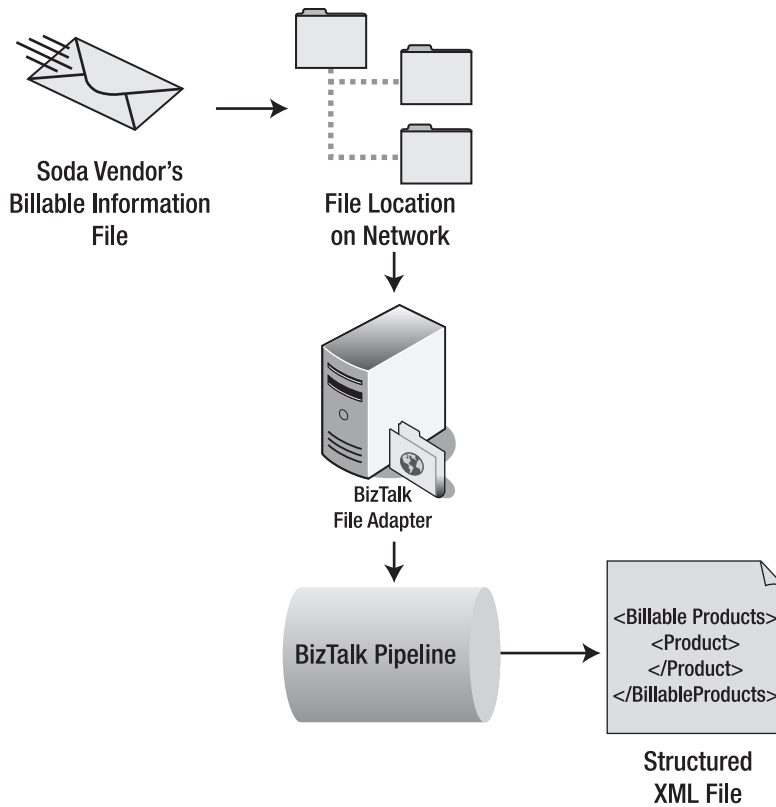 Soda Vendor's
Billable Information
File
File Location
on Network
BizTalk
File Adapter
BizTalk Pipeline
<Billable Products>
<Product>
</Product>
</BillableProducts>
Structured
XML File